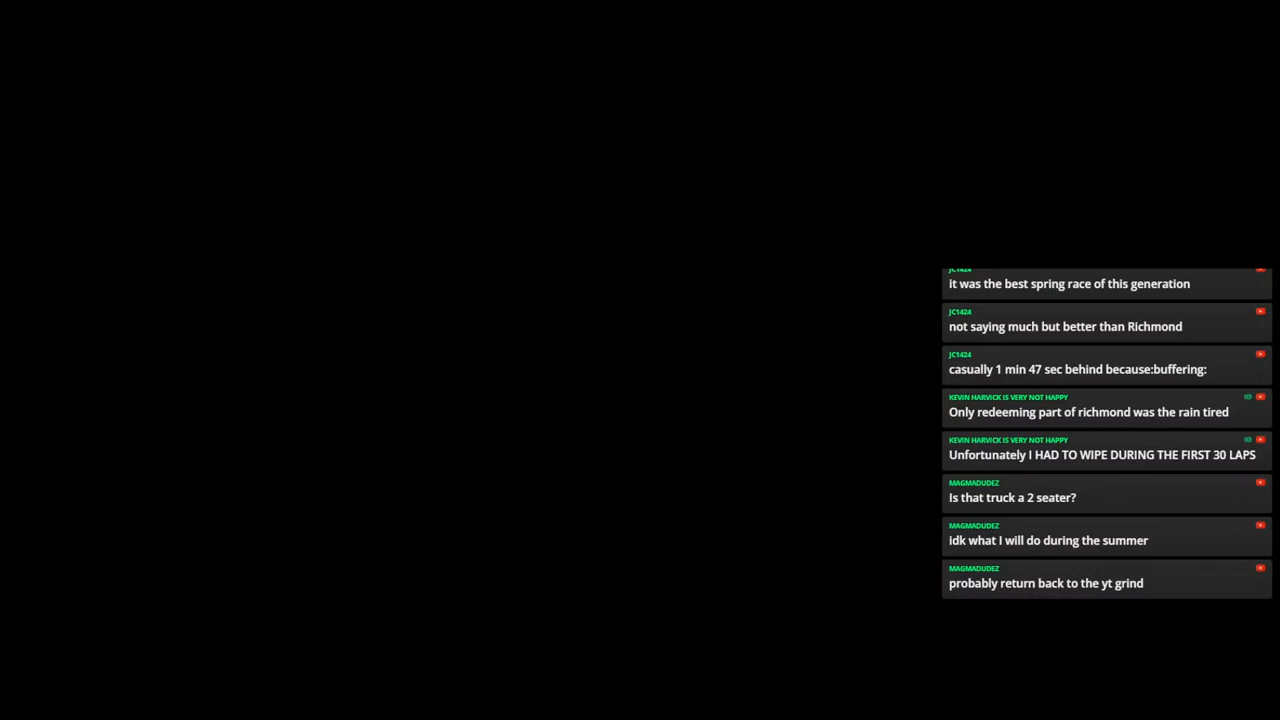 JC1424
it was the best spring race of this generation
JC1424
not saying much but better than Richmond
JC1424
casually 1 min 47 sec behind because:buffering:
KEVIN HARVICK IS VERY NOT HAPPY
Only redeeming part of richmond was the rain tired
KEVIN HARVICK IS VERY NOT HAPPY
Unfortunately I HAD TO WIPE DURING THE FIRST 30 LAPS
MAGMADUDEZ
Is that truck a 2 seater?
MAGMADUDEZ
idk what I will do during the summer
MAGMADUDEZ
probably return back to the yt grind